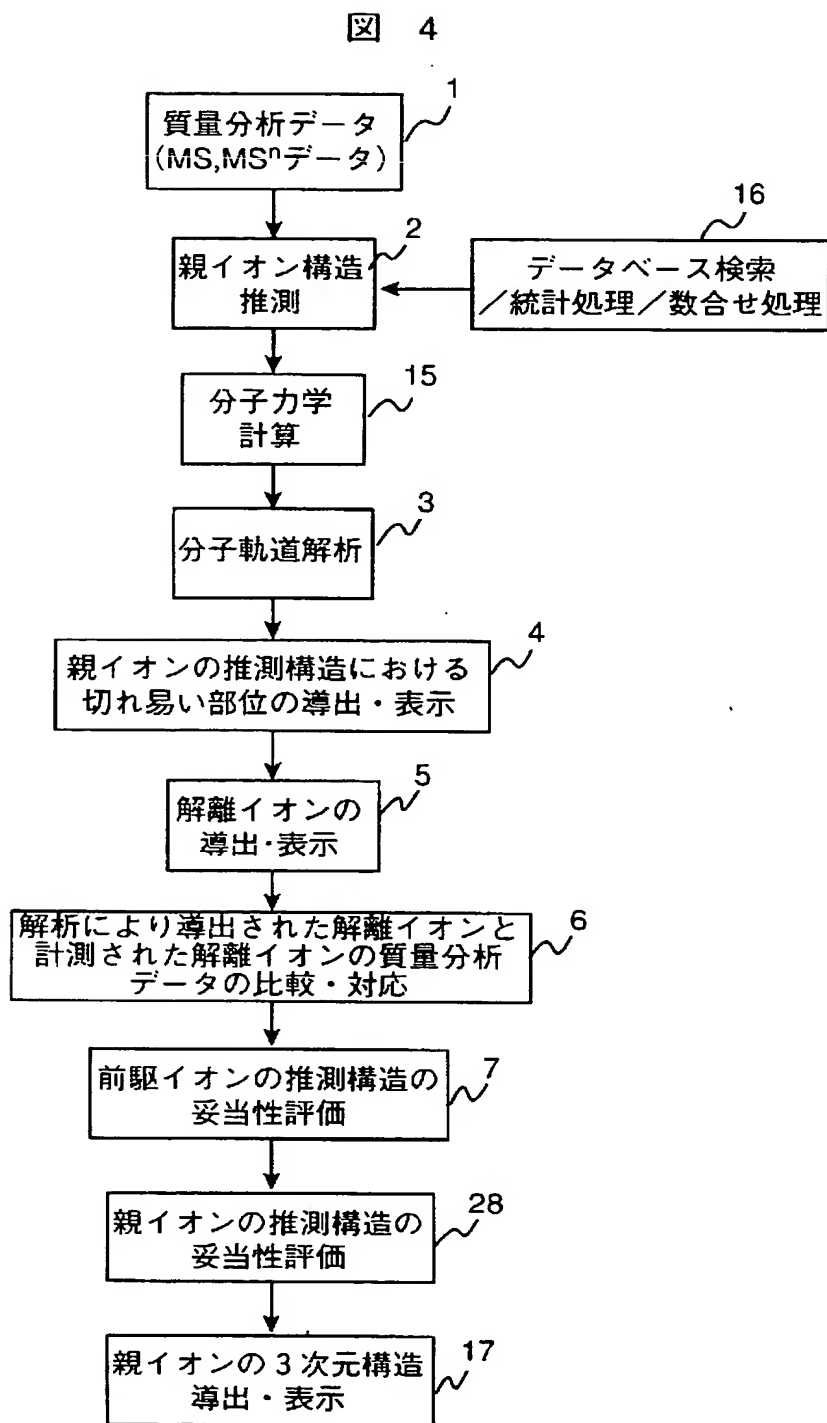 図 4
1
質量分析データ
(MS,MSⁿデータ)
16
2
親イオン構造
推測
データベース検索
／統計処理／数合せ処理
15
分子力学
計算
3
分子軌道解析
4
親イオンの推測構造における
切れ易い部位の導出・表示
5
解離イオンの
導出・表示
6
解析により導出された解離イオンと
計測された解離イオンの質量分析
データの比較・対応
7
前駆イオンの推測構造の
妥当性評価
28
親イオンの推測構造の
妥当性評価
17
親イオンの３次元構造
導出・表示